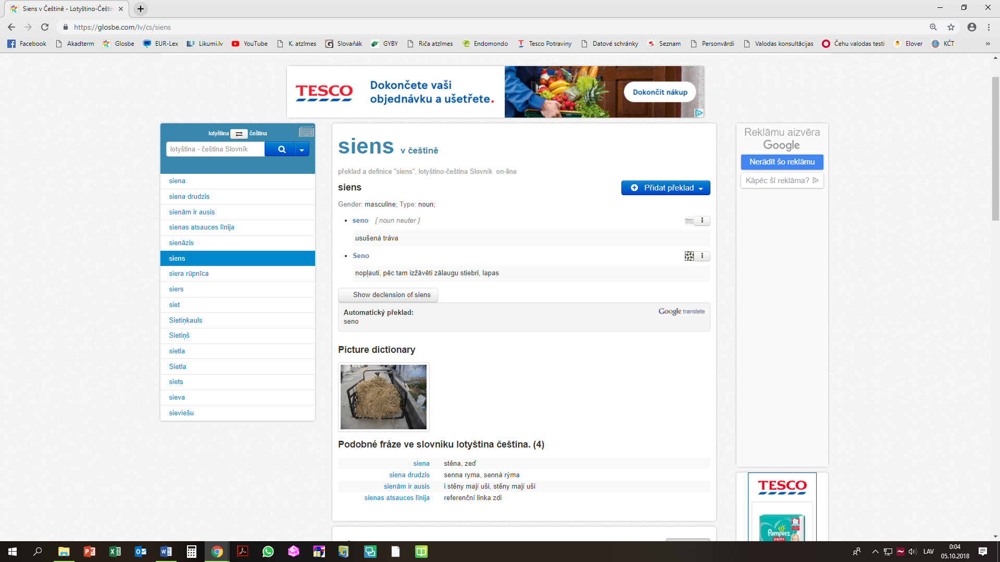 Siens v Češtině - Lotyštino-Češtin
https://glosbe.com/lv/cs/siens
Facebook Akadterm Glosbe EUR-Lex Likumi.lv YouTube K. atzīmes Slovaňák GYBY Riča atzīmes Endomondo Tesco Potraviny Datové schránky Seznam Personvārdi Valodas konsultācijas Čehu valodas testi Elover KČT
TESCO
Dokončete vaši
objednávku a ušetřete.
Dokončit nákup
lotyština čeština
lotyština - čeština Slovník
siena
siena drudzis
sienām ir ausis
sienas atsauces līnija
sienāzis
siens
siera rūpnīca
siers
siet
Sietiņkauls
Sietiņš
sietla
Sietla
siets
sieva
sieviešu
siens v češtině
překlad a definice "siens", lotyštino-čeština Slovník on-line
siens
Přidat překlad
Gender: masculine; Type: noun;
seno { noun neuter }
usušená tráva
Seno
nopļauti, pēc tam izžāvēti zālaugu stiebri, lapas
Show declension of siens
Automatický překlad:
Google translate
seno
Picture dictionary
Podobné fráze ve slovníku lotyština čeština. (4)
siena stěna, zeď
siena drudzis senna ryma, senná rýma
sienām ir ausis i stěny mají uši, stěny mají uši
sienas atsauces līnija referenční linka zdi
Reklāmu aizvēra
Google
Nerādīt šo reklāmu
Kāpēc šī reklāma?
TESCO
Pampers
pants
LAV
0:04
05.10.2018